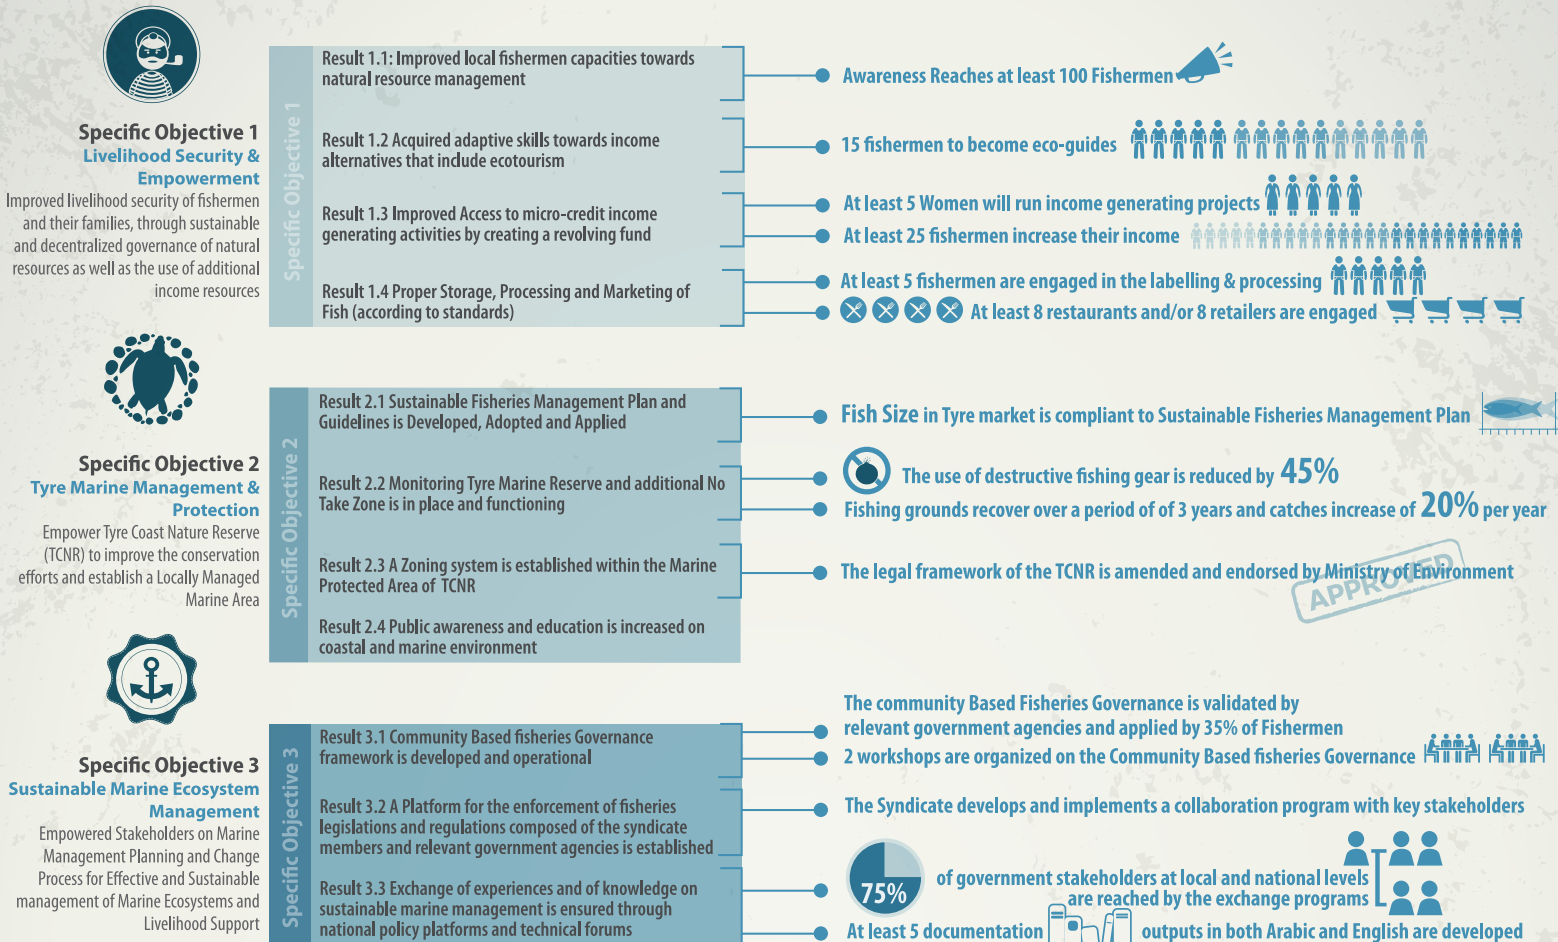 Specific Objective 1
Livelihood Security &
Empowerment
Improved livelihood security of fishermen
and their families, through sustainable
and decentralized governance of natural
resources as well as the use of additional
income resources
Specific Objective 1
Result 1.1: Improved local fishermen capacities towards
natural resource management
Awareness Reaches at least 100 Fishermen
Result 1.2 Acquired adaptive skills towards income
alternatives that include ecotourism
15 fishermen to become eco-guides
Result 1.3 Improved Access to micro-credit income
generating activities by creating a revolving fund
At least 5 Women will run income generating projects
At least 25 fishermen increase their income
Result 1.4 Proper Storage, Processing and Marketing of
Fish (according to standards)
At least 5 fishermen are engaged in the labelling & processing
At least 8 restaurants and/or 8 retailers are engaged
Specific Objective 2
Tyre Marine Management &
Protection
Empower Tyre Coast Nature Reserve
(TCNR) to improve the conservation
efforts and establish a Locally Managed
Marine Area
Specific Objective 2
Result 2.1 Sustainable Fisheries Management Plan and
Guidelines is Developed, Adopted and Applied
Fish Size in Tyre market is compliant to Sustainable Fisheries Management Plan
Result 2.2 Monitoring Tyre Marine Reserve and additional No
Take Zone is in place and functioning
The use of destructive fishing gear is reduced by 45%
Fishing grounds recover over a period of of 3 years and catches increase of 20% per year
Result 2.3 A Zoning system is established within the Marine
Protected Area of TCNR
The legal framework of the TCNR is amended and endorsed by Ministry of Environment
APPROVED
Result 2.4 Public awareness and education is increased on
coastal and marine environment
Specific Objective 3
Sustainable Marine Ecosystem
Management
Empowered Stakeholders on Marine
Management Planning and Change
Process for Effective and Sustainable
management of Marine Ecosystems and
Livelihood Support
Specific Objective 3
Result 3.1 Community Based fisheries Governance
framework is developed and operational
The community Based Fisheries Governance is validated by
relevant government agencies and applied by 35% of Fishermen
2 workshops are organized on the Community Based fisheries Governance
Result 3.2 A Platform for the enforcement of fisheries
legislations and regulations composed of the syndicate
members and relevant government agencies is established
The Syndicate develops and implements a collaboration program with key stakeholders
Result 3.3 Exchange of experiences and of knowledge on
sustainable marine management is ensured through
national policy platforms and technical forums
75%
of government stakeholders at local and national levels
are reached by the exchange programs
At least 5 documentation outputs in both Arabic and English are developed